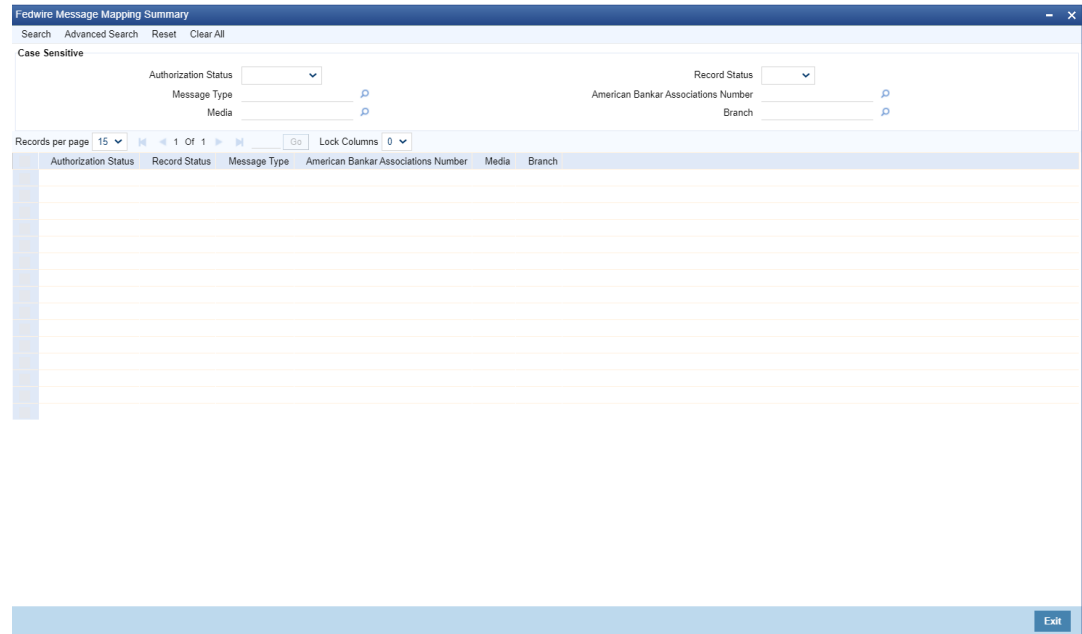 Fedwire Message Mapping Summary
Search Advanced Search Reset Clear All
Case Sensitive
Authorization Status Record Status
Message Type American Bankar Associations Number
Media Branch
Records per page 15 1 Of 1 Go Lock Columns 0
Authorization Status Record Status Message Type American Bankar Associations Number Media Branch
Exit